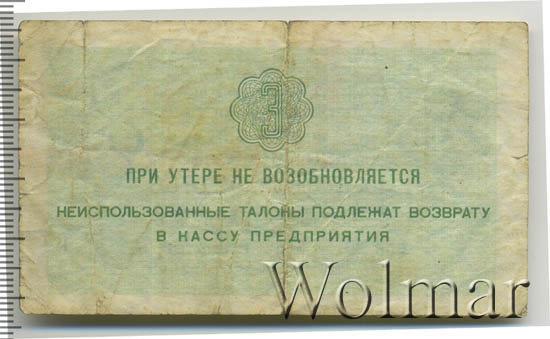 3
ПРИ УТЕРЕ НЕ ВОЗОБНОВЛЯЕТСЯ
НЕИСПОЛЬЗОВАННЫЕ ТАЛОНЫ ПОДЛЕЖАТ ВОЗВРАТУ
В КАССУ ПРЕДПРИЯТИЯ
Wolmar